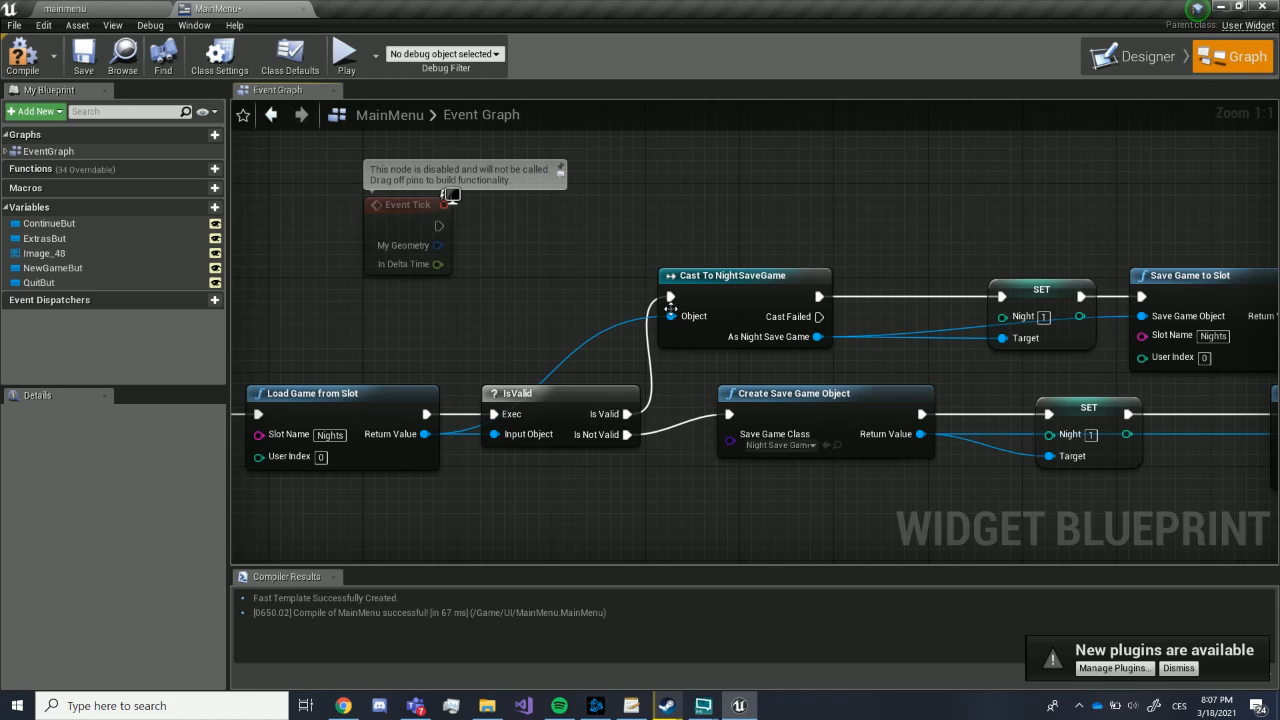 mainmenu
MainMenu*
File Edit Asset View Debug Window Help
Parent class: User Widget
Compile
Save
Browse
Find
Class Settings
Class Defaults
Play
No debug object selected
Debug Filter
Designer
Graph
My Blueprint
Add New
Search
Graphs
EventGraph
Functions (34 Overridable)
Macros
Variables
ContinueBut
ExtrasBut
Image_48
NewGameBut
QuitBut
Event Dispatchers
Details
Event Graph
MainMenu > Event Graph
Zoom 1:1
This node is disabled and will not be called.
Drag off pins to build functionality.
Event Tick
My Geometry
In Delta Time
Cast To NightSaveGame
Object
Cast Failed
As Night Save Game
SET
Night 1
Target
Save Game to Slot
Save Game Object
Return
Slot Name Nights
User Index 0
Load Game from Slot
Slot Name Nights
Return Value
User Index 0
? IsValid
Exec
Is Valid
Input Object
Is Not Valid
Create Save Game Object
Save Game Class
Night Save Game
Return Value
SET
Night 1
Target
WIDGET BLUEPRINT
Compiler Results
Fast Template Successfully Created.
[0650.02] Compile of MainMenu successful! [in 67 ms] (/Game/UI/MainMenu.MainMenu)
New plugins are available
Manage Plugins...
Dismiss
Type here to search
CES
8:07 PM
3/18/2021
24